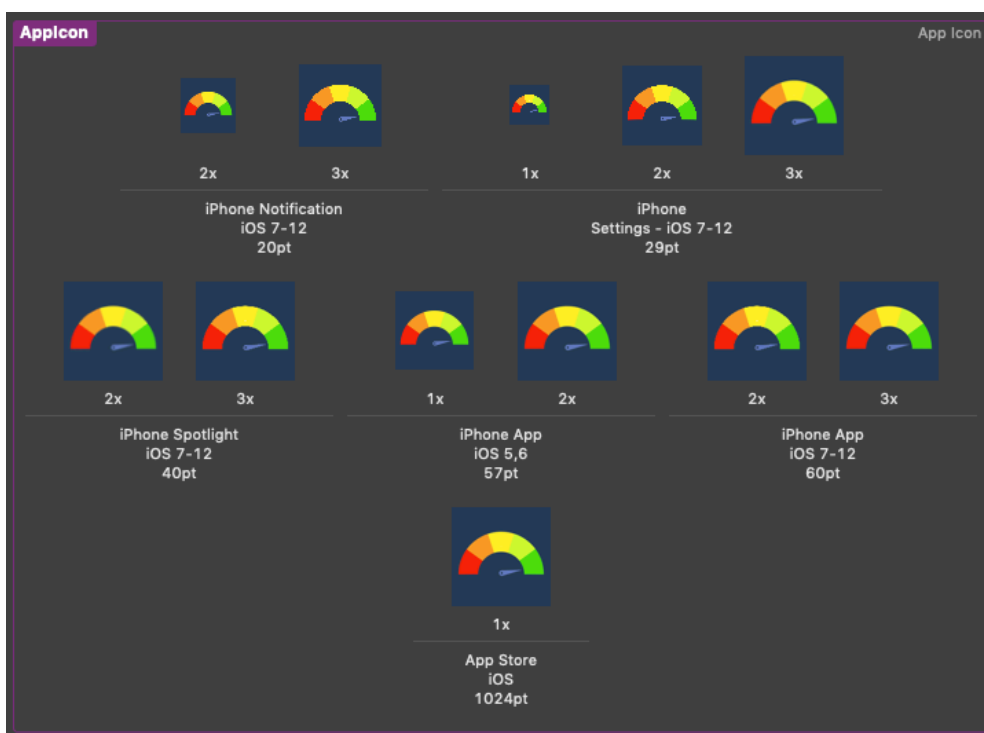 AppIcon
App Icon
2x
3x
1x
2x
3x
iPhone Notification
iOS 7-12
20pt
iPhone
Settings - iOS 7-12
29pt
2x
3x
1x
2x
2x
3x
iPhone Spotlight
iOS 7-12
40pt
iPhone App
iOS 5,6
57pt
iPhone App
iOS 7-12
60pt
1x
App Store
iOS
1024pt